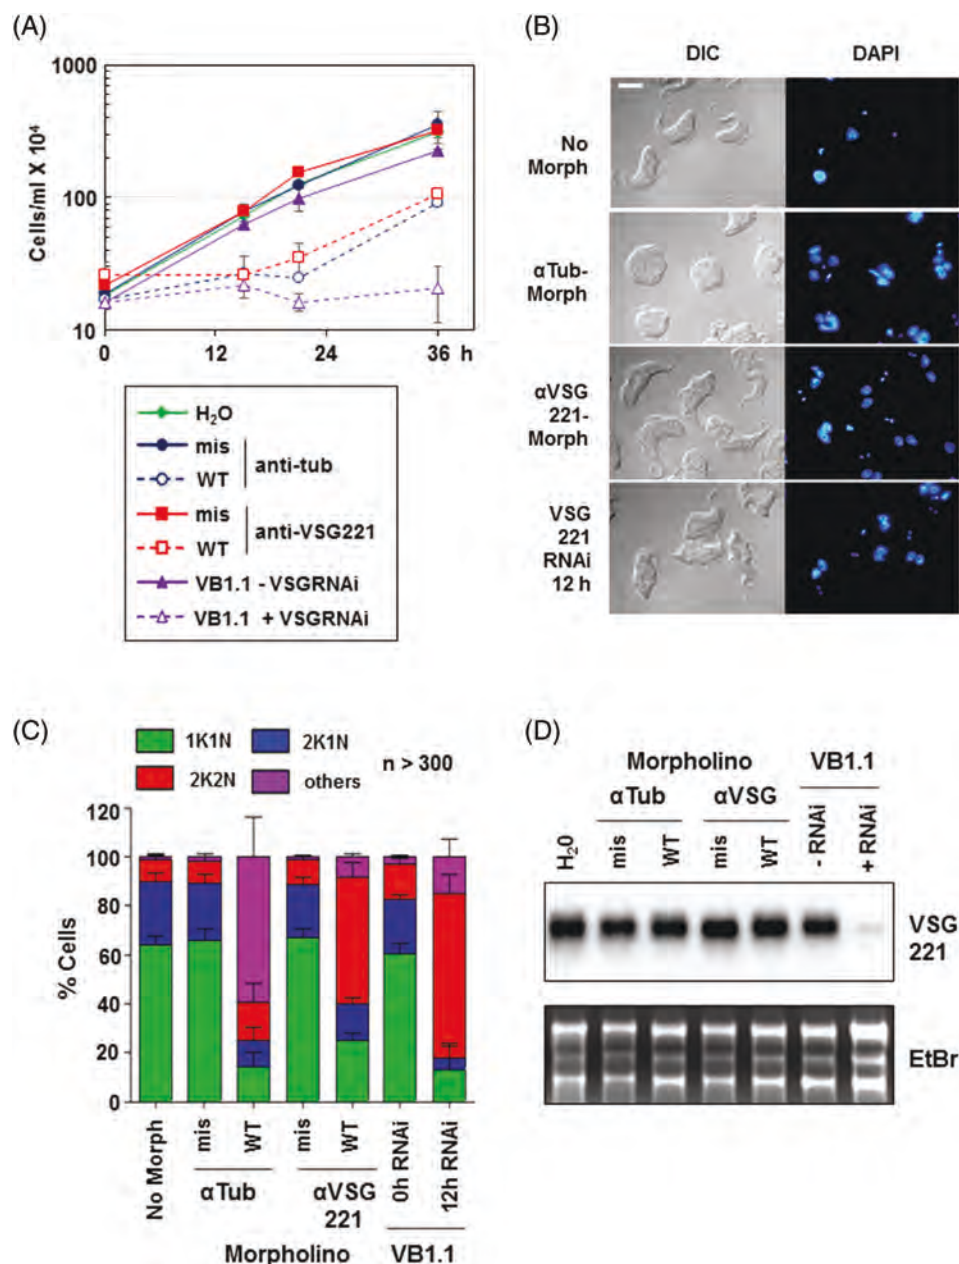 (A)
1000
100
10
Cells/ml X 10⁴
0 12 24 36 h
H₂O
mis
WT
anti-tub
mis
WT
anti-VSG221
VB1.1 - VSGRNAi
VB1.1 + VSGRNAi
(B)
DIC DAPI
No
Morph
αTub-
Morph
αVSG
221-
Morph
VSG
221
RNAi
12 h
(C)
1K1N 2K1N
2K2N others
n > 300
120
100
80
60
40
20
0
% Cells
No Morph
mis
WT
mis
WT
0h RNAi
12h RNAi
αTub
αVSG
221
Morpholino VB1.1
(D)
Morpholino VB1.1
αTub αVSG
H₂0
mis
WT
mis
WT
- RNAi
+ RNAi
VSG
221
EtBr